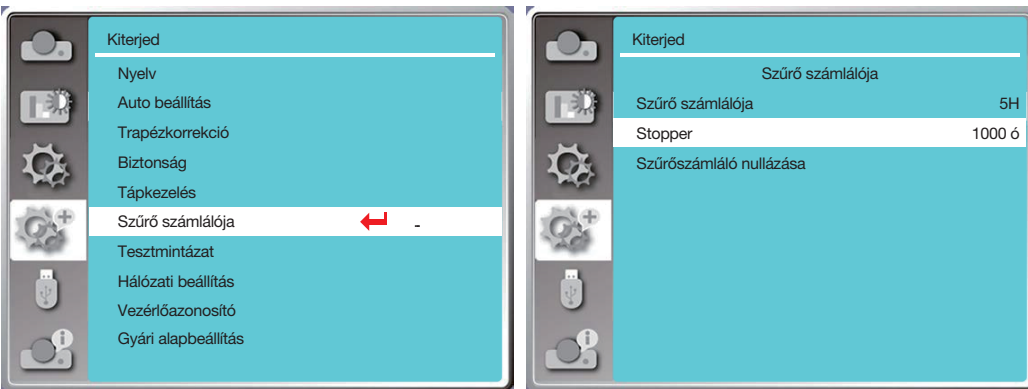 Kiterjed
Nyelv
Auto beállítás
Trapézkorrekció
Biztonság
Tápkezelés
Szűrő számlálója -
Tesztmintázat
Hálózati beállítás
Vezérlőazonosító
Gyári alapbeállítás
Kiterjed
Szűrő számlálója
Szűrő számlálója 5H
Stopper 1000 ó
Szűrőszámláló nullázása